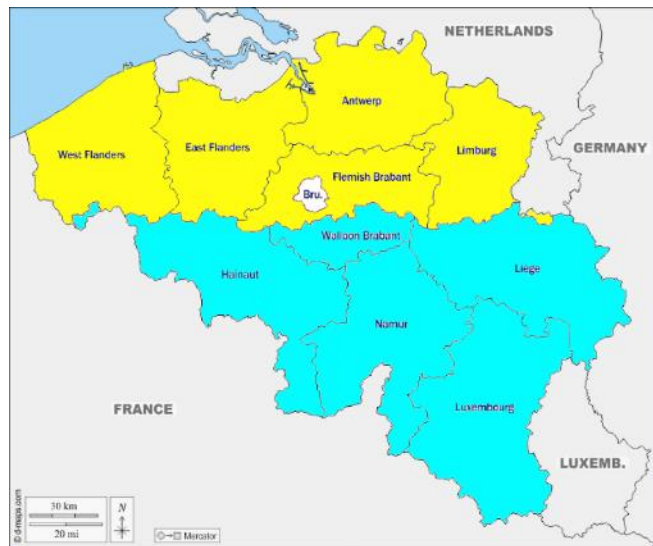 NETHERLANDS
Antwerp
West Flanders
East Flanders
Limburg
GERMANY
Flemish Brabant
Bru.
Walloon Brabant
Hainaut
Liège
Namur
FRANCE
Luxembourg
LUXEMB.
© d-maps.com
30 km
20 mi
N
Mercator